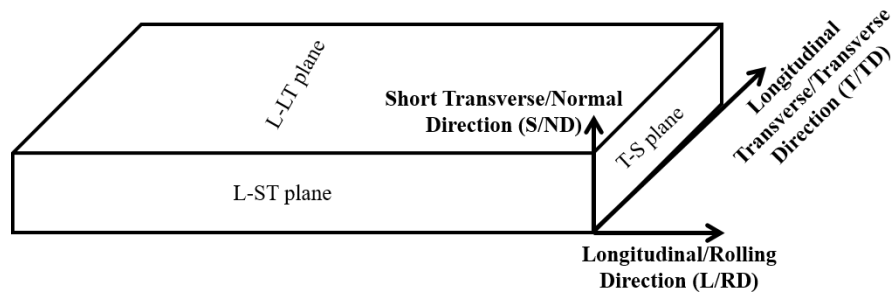 L-LT plane
Short Transverse/Normal
Direction (S/ND)
T-S plane
Longitudinal
Transverse/Transverse
Direction (T/TD)
L-ST plane
Longitudinal/Rolling
Direction (L/RD)